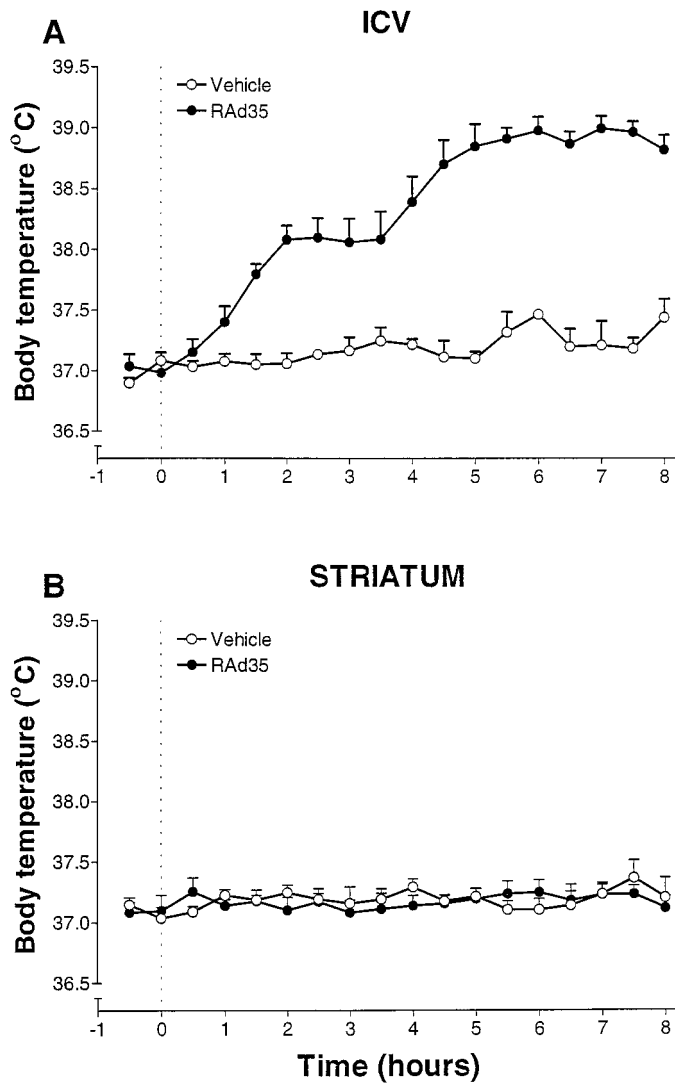 A
ICV
Body temperature (°C)
39.5
39.0
38.5
38.0
37.5
37.0
36.5
Vehicle
RAd35
-1 0 1 2 3 4 5 6 7 8
B
STRIATUM
Body temperature (°C)
39.5
39.0
38.5
38.0
37.5
37.0
36.5
Vehicle
RAd35
-1 0 1 2 3 4 5 6 7 8
Time (hours)